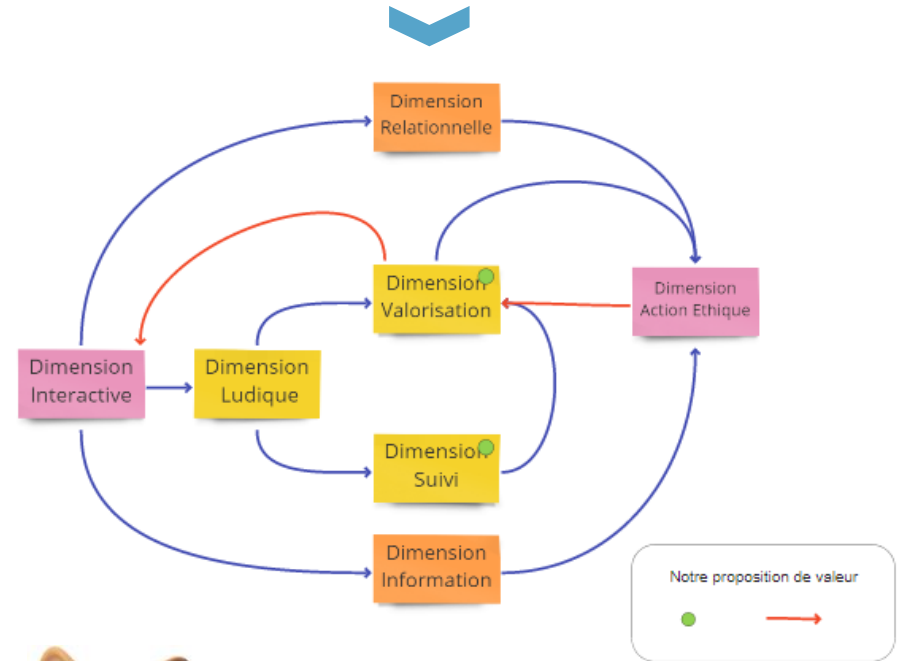 Dimension
Relationnelle
Dimension
Valorisation
Dimension
Action Ethique
Dimension
Interactive
Dimension
Ludique
Dimension
Suivi
Dimension
Information
Notre proposition de valeur